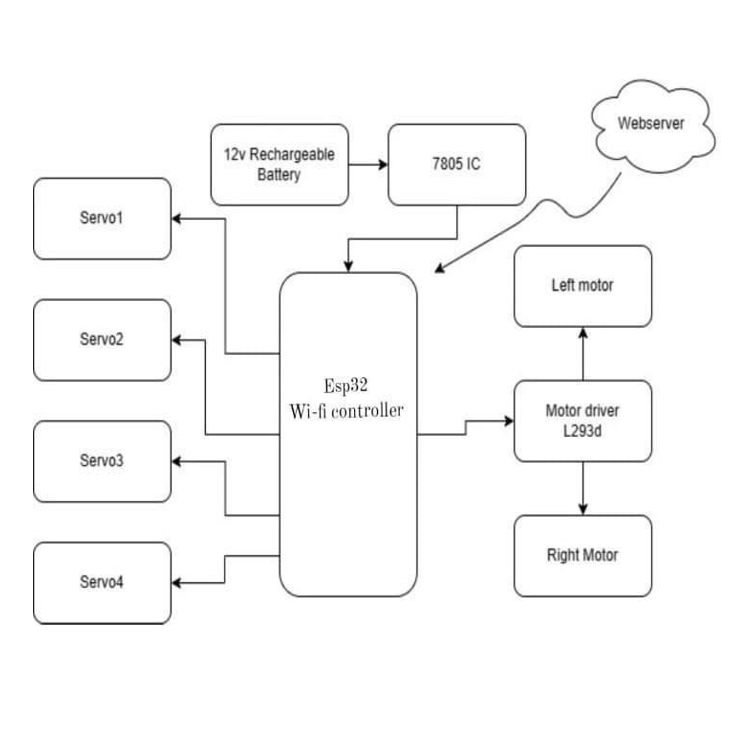 12v Rechargeable
Battery
7805 IC
Webserver
Servo1
Servo2
Servo3
Servo4
Esp32
Wi-fi controller
Left motor
Motor driver
L293d
Right Motor